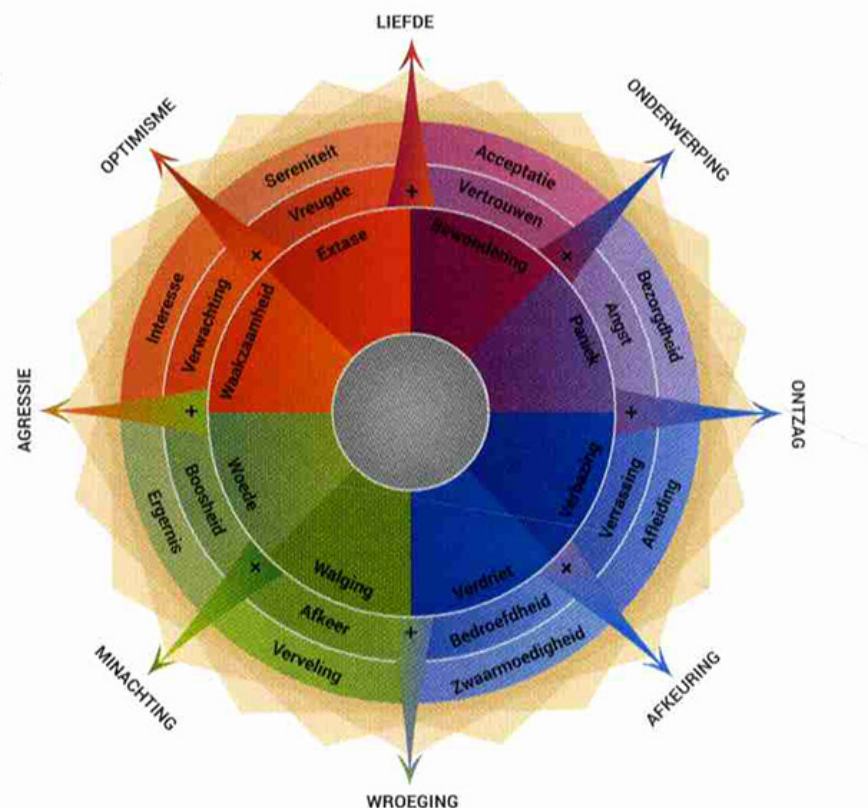 LIEFDE
ONDERWERPING
ONTZAG
AFKEURING
WROEGING
MINACHTING
AGRESSIE
OPTIMISME
Acceptatie
Vertrouwen
Bewondering
Bezorgdheid
Angst
Paniek
Afleiding
Verrassing
Verbazing
Zwaarmoedigheid
Bedroefdheid
Verdriet
Verveling
Afkeer
Walging
Ergernis
Boosheid
Woede
Interesse
Verwachting
Waakzaamheid
Sereniteit
Vreugde
Extase
+
+
+
+
+
+
+
+